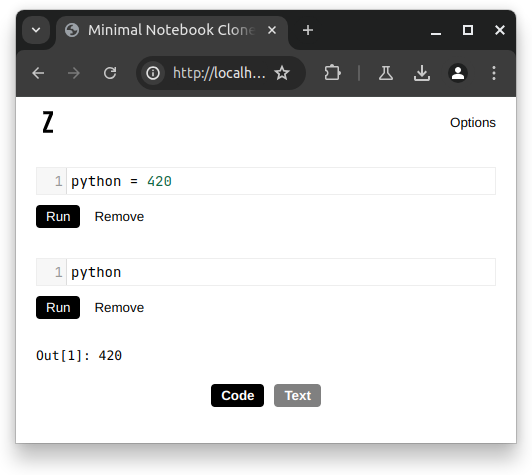 Minimal Notebook Clone
http://localh...
Z
Options
1 python = 420
Run Remove
1 python
Run Remove
Out[1]: 420
Code Text